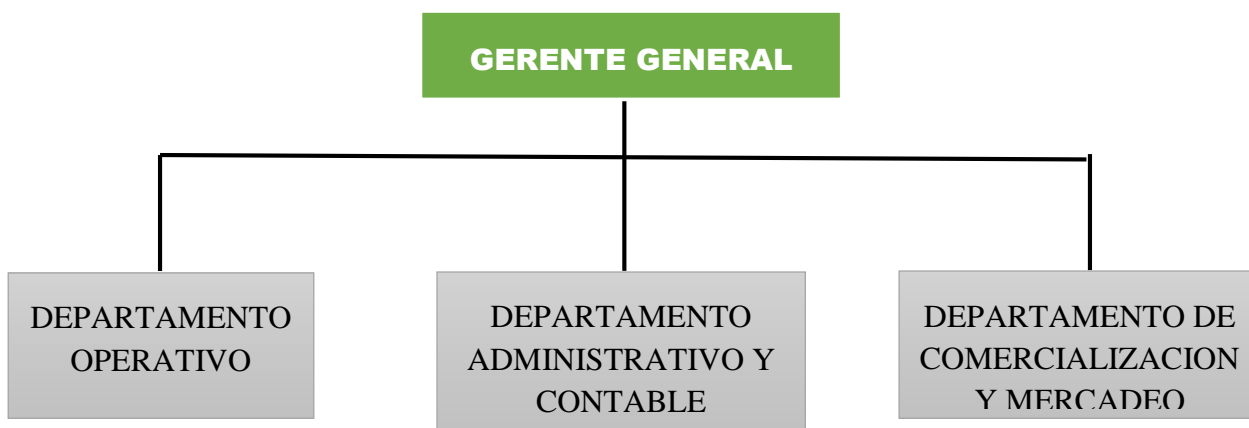 GERENTE GENERAL
DEPARTAMENTO
OPERATIVO
DEPARTAMENTO
ADMINISTRATIVO Y
CONTABLE
DEPARTAMENTO DE
COMERCIALIZACION
Y MERCADEO